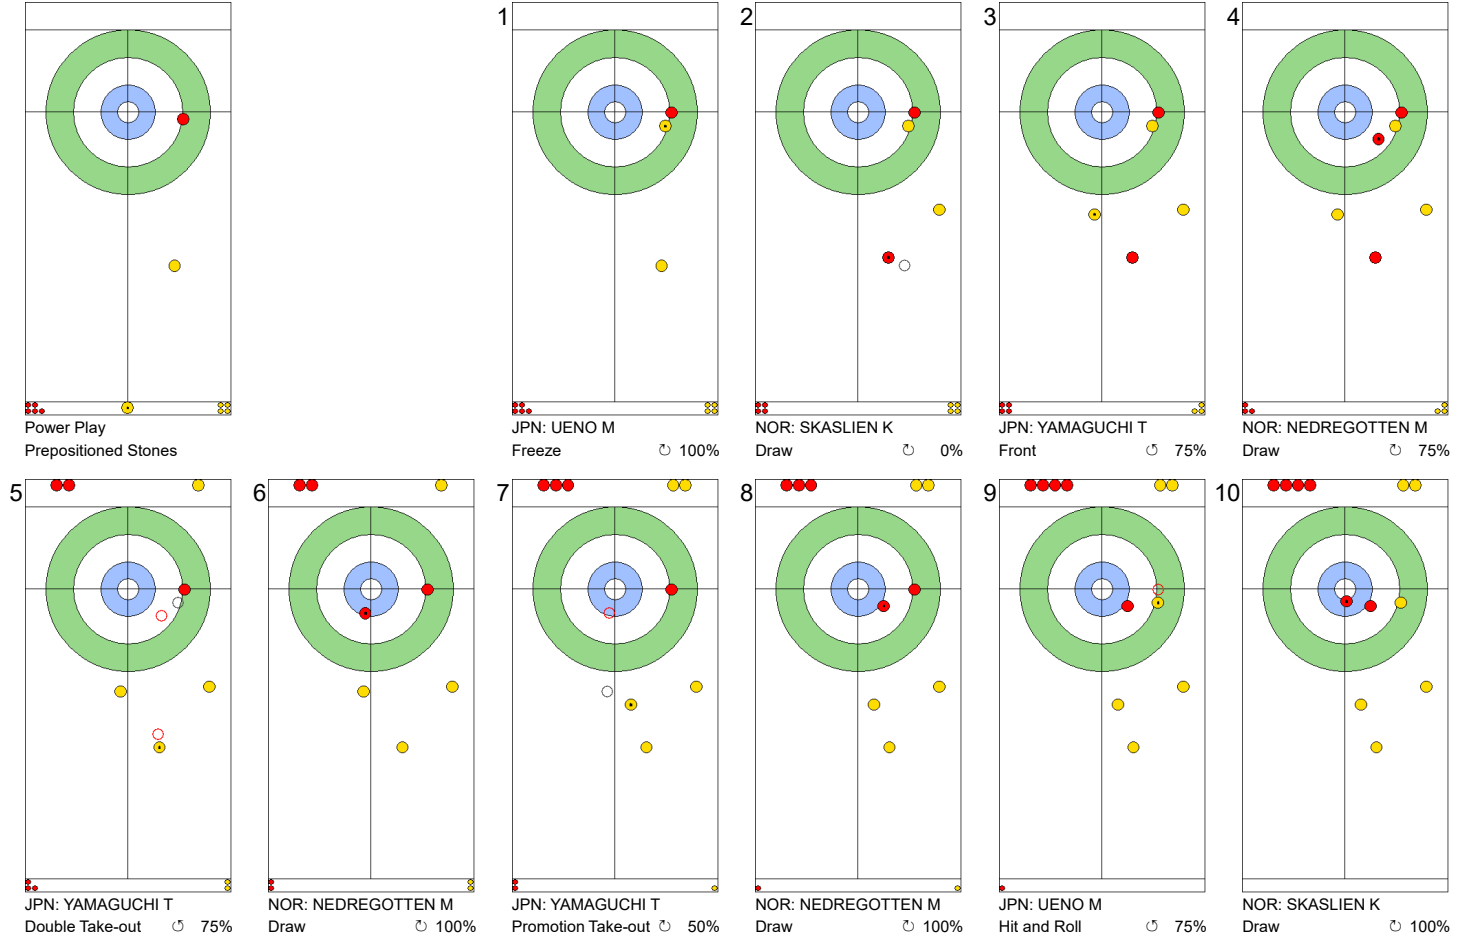 1
2
3
4
Power Play
Prepositioned Stones
JPN: UENO M
Freeze ↻ 100%
NOR: SKASLIEN K
Draw ↻ 0%
JPN: YAMAGUCHI T
Front ↺ 75%
NOR: NEDREGOTTEN M
Draw ↺ 75%
5
6
7
8
9
10
JPN: YAMAGUCHI T
Double Take-out ↺ 75%
NOR: NEDREGOTTEN M
Draw ↻ 100%
JPN: YAMAGUCHI T
Promotion Take-out ↻ 50%
NOR: NEDREGOTTEN M
Draw ↻ 100%
JPN: UENO M
Hit and Roll ↺ 75%
NOR: SKASLIEN K
Draw ↻ 100%